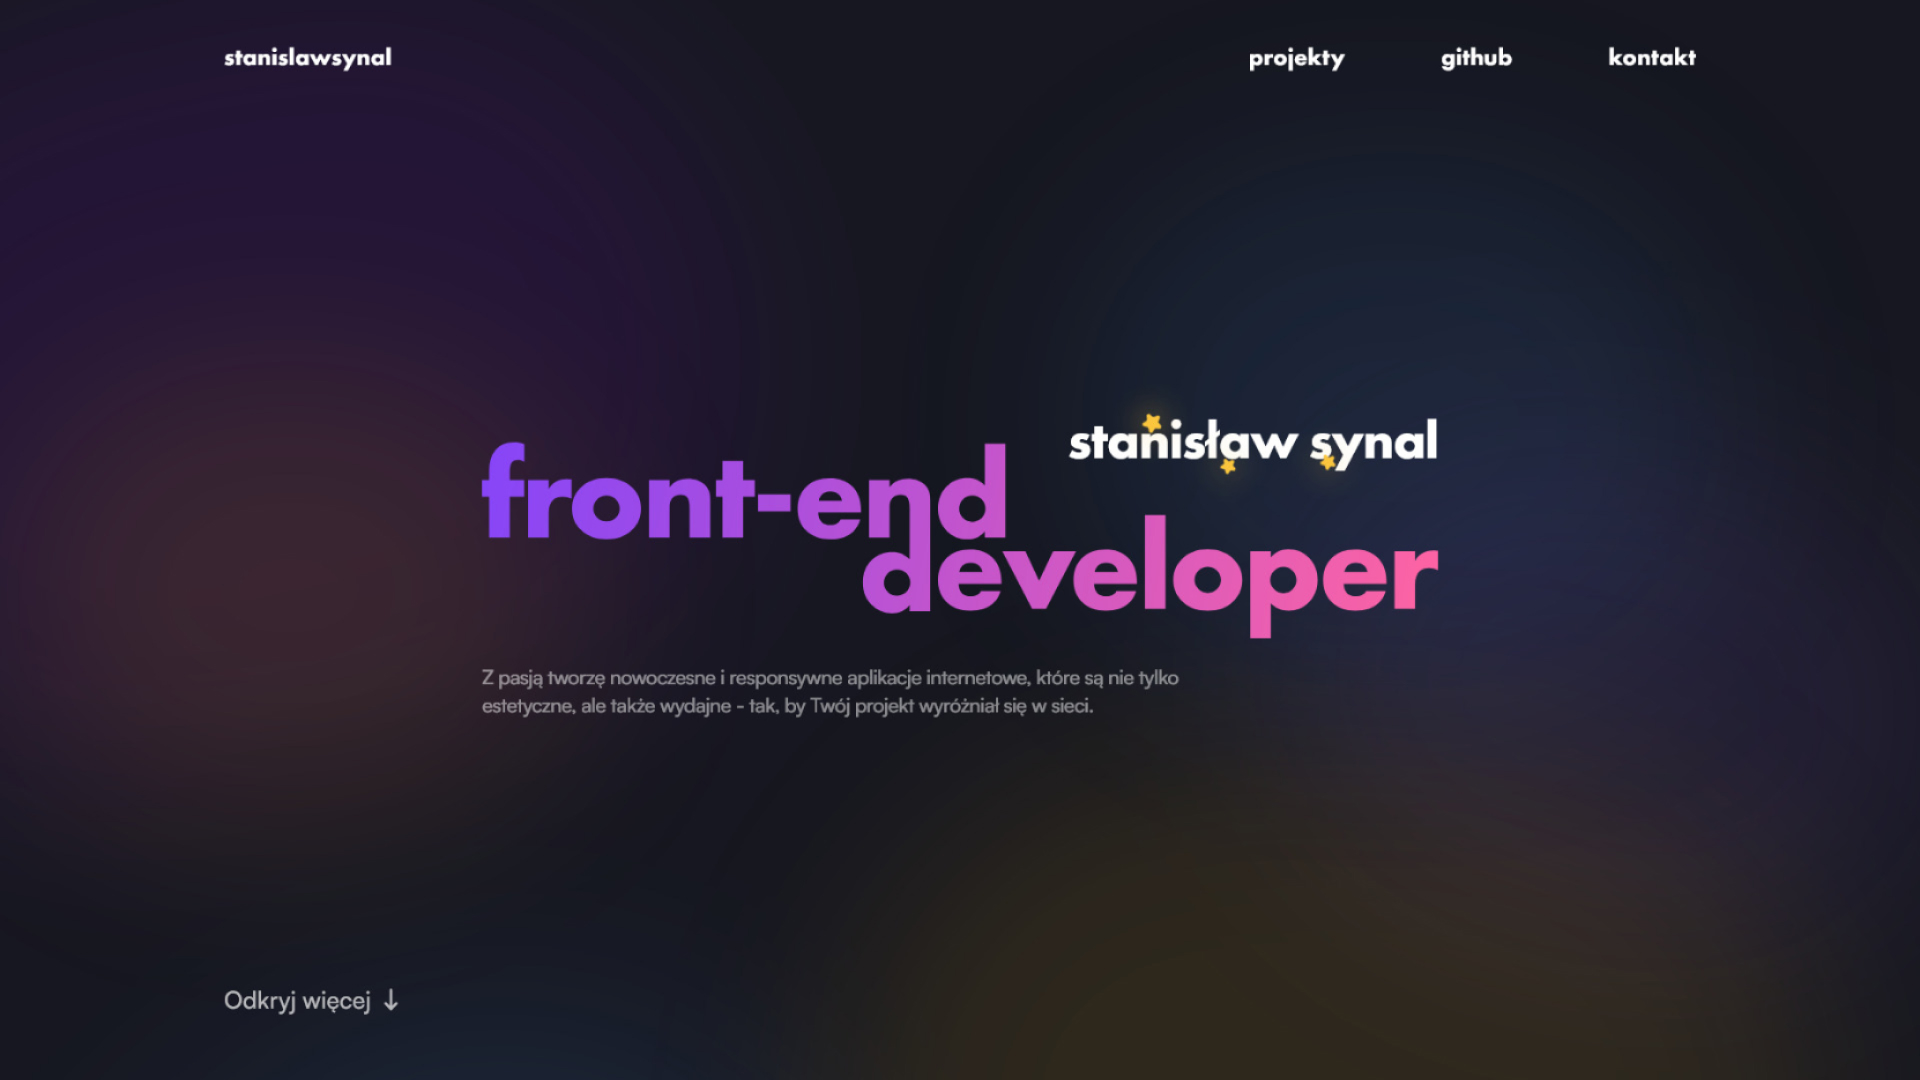 stanislawsynal
projekty
github
kontakt
stanisław synal
front-end
developer
Z pasją tworzę nowoczesne i responsywne aplikacje internetowe, które są nie tylko
estetyczne, ale także wydajne - tak, by Twój projekt wyróżniał się w sieci.
Odkryj więcej ↓